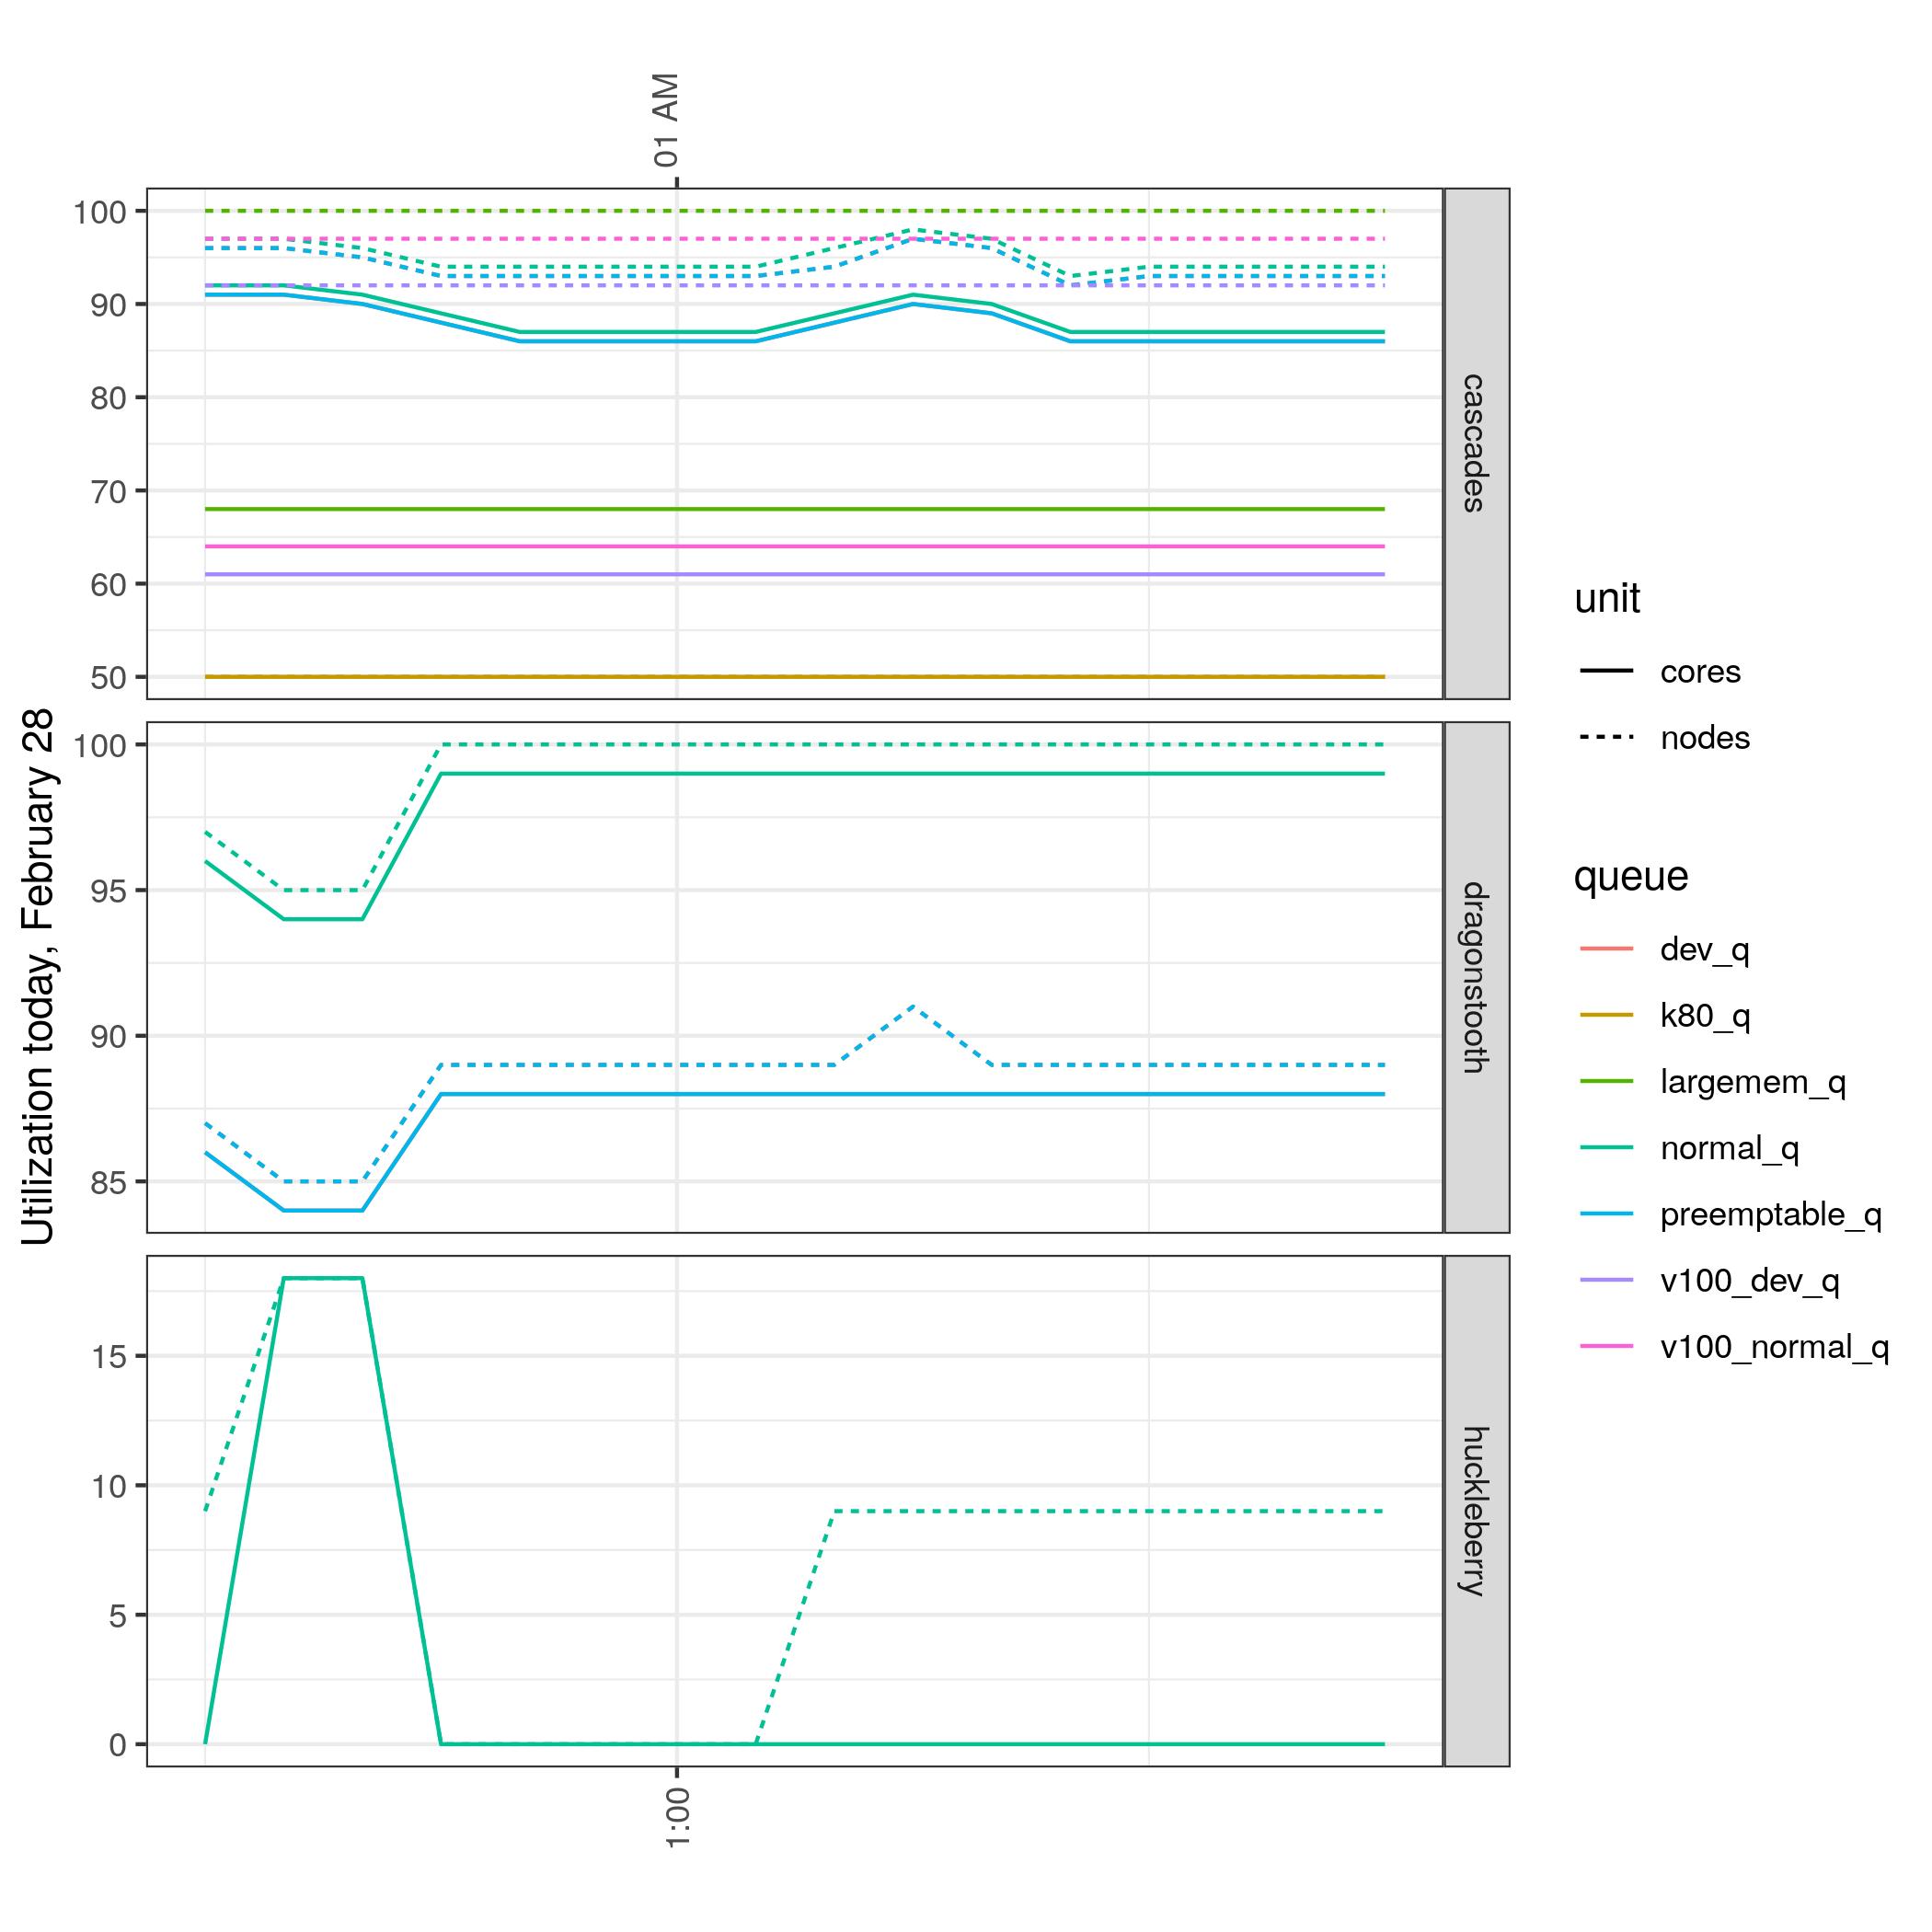 01 AM
100
90
80
70
60
50
cascades
100
95
90
85
dragonstooth
15
10
5
0
huckleberry
1:00
Utilization today, February 28
unit
cores
nodes
queue
dev_q
k80_q
largemem_q
normal_q
preemptable_q
v100_dev_q
v100_normal_q